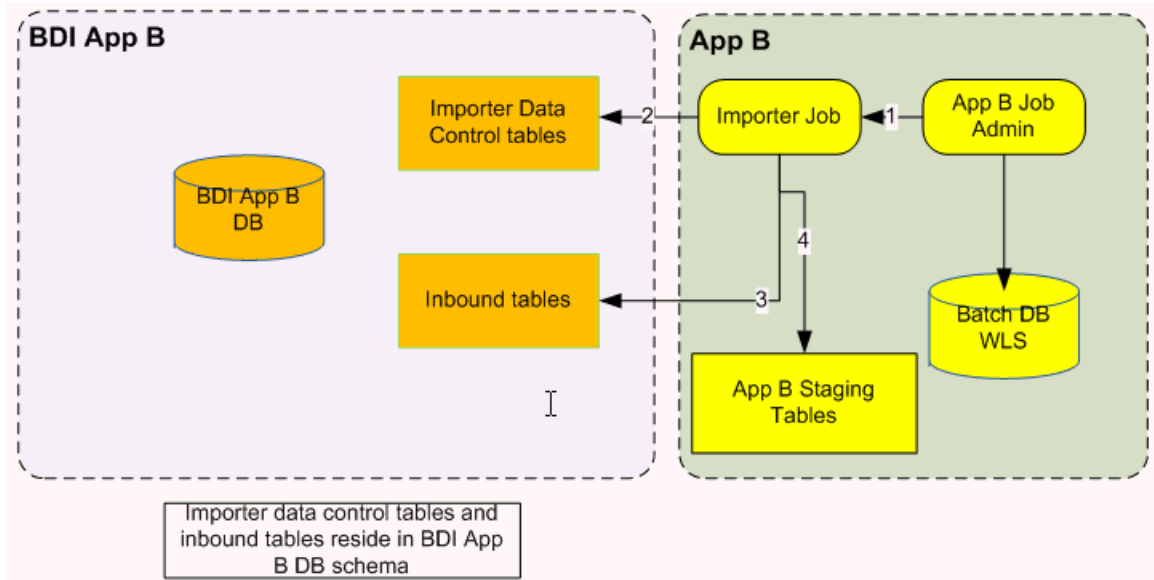 BDI App B
App B
Importer Data
Control tables
2
Importer Job
1
App B Job
Admin
BDI App B
DB
4
Inbound tables
3
Batch DB
WLS
App B Staging
Tables
Importer data control tables and
inbound tables reside in BDI App
B DB schema